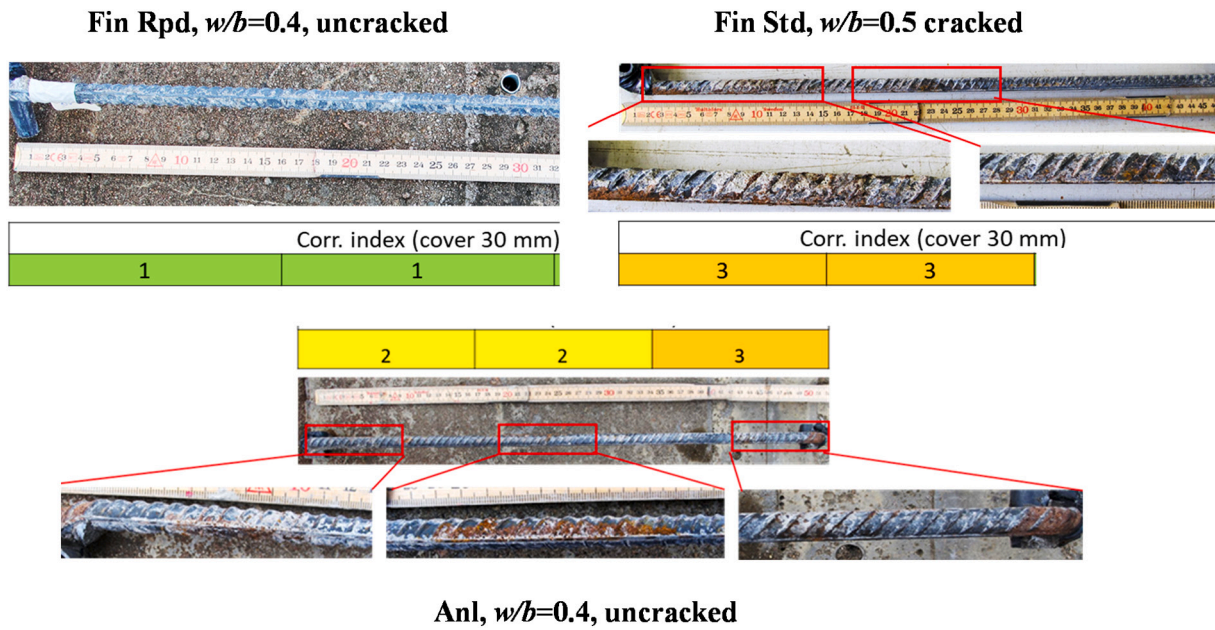 Fin Rpd, w/b=0.4, uncracked
Fin Std, w/b=0.5 cracked
Corr. index (cover 30 mm)
1 1
Corr. index (cover 30 mm)
3 3
2 2 3
Anl, w/b=0.4, uncracked